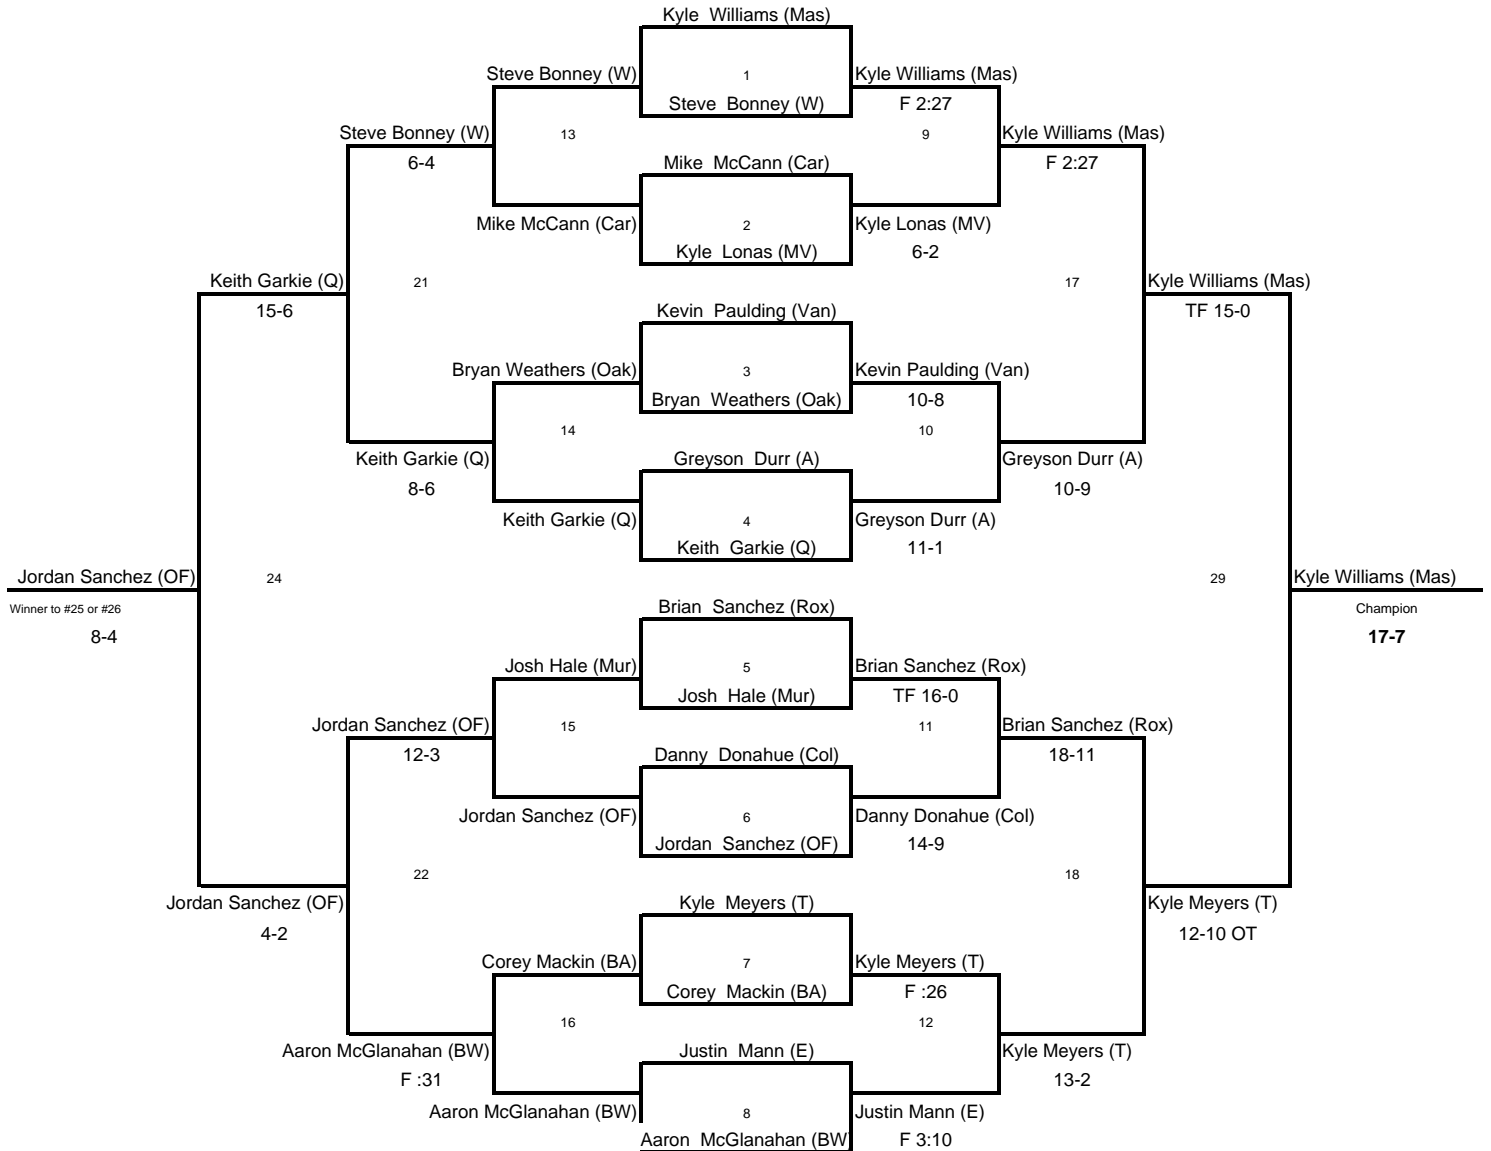 Kyle Williams (Mas)
Steve Bonney (W)
1
Kyle Williams (Mas)
Steve Bonney (W)
F 2:27
Steve Bonney (W)
13
9
Kyle Williams (Mas)
6-4
Mike McCann (Car)
F 2:27
Mike McCann (Car)
2
Kyle Lonas (MV)
Kyle Lonas (MV)
6-2
Keith Garkie (Q)
21
17
Kyle Williams (Mas)
15-6
Kevin Paulding (Van)
TF 15-0
Bryan Weathers (Oak)
3
Kevin Paulding (Van)
Bryan Weathers (Oak)
10-8
14
10
Keith Garkie (Q)
Greyson Durr (A)
Greyson Durr (A)
8-6
10-9
Keith Garkie (Q)
4
Greyson Durr (A)
Keith Garkie (Q)
11-1
Jordan Sanchez (OF)
24
29
Kyle Williams (Mas)
Winner to #25 or #26
Brian Sanchez (Rox)
Champion
8-4
17-7
Josh Hale (Mur)
5
Brian Sanchez (Rox)
Josh Hale (Mur)
TF 16-0
Jordan Sanchez (OF)
15
11
Brian Sanchez (Rox)
12-3
Danny Donahue (Col)
18-11
Jordan Sanchez (OF)
6
Danny Donahue (Col)
Jordan Sanchez (OF)
14-9
22
18
Jordan Sanchez (OF)
Kyle Meyers (T)
Kyle Meyers (T)
4-2
12-10 OT
Corey Mackin (BA)
7
Kyle Meyers (T)
Corey Mackin (BA)
F :26
16
12
Aaron McGlanahan (BW)
Justin Mann (E)
Kyle Meyers (T)
F :31
13-2
Aaron McGlanahan (BW)
8
Justin Mann (E)
Aaron McGlanahan (BW
F 3:10